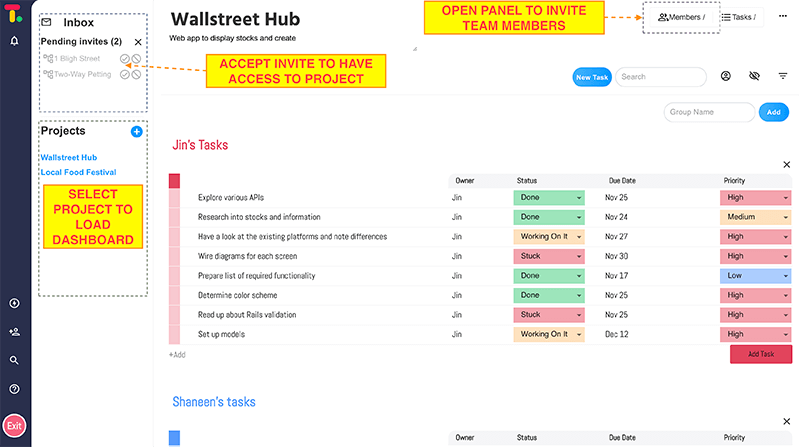 Inbox
Pending invites (2)
1 Bligh Street
Two-Way Petting
ACCEPT INVITE TO HAVE
ACCESS TO PROJECT
Projects
Wallstreet Hub
Local Food Festival
SELECT
PROJECT TO
LOAD
DASHBOARD
Exit
Wallstreet Hub
Web app to display stocks and create
OPEN PANEL TO INVITE
TEAM MEMBERS
Members /
Tasks /
New Task
Search
Group Name
Add
Jin's Tasks
Owner Status Due Date Priority
Explore various APIs Jin Done Nov 25 High
Research into stocks and information Jin Done Nov 24 Medium
Have a look at the existing platforms and note differences Jin Working On It Nov 27 High
Wire diagrams for each screen Jin Stuck Nov 30 High
Prepare list of required functionality Jin Done Nov 17 Low
Determine color scheme Jin Done Nov 25 High
Read up about Rails validation Jin Stuck Nov 25 High
Set up models Jin Working On It Dec 12 High
+Add
Add Task
Shaneen's tasks
Owner Status Due Date Priority